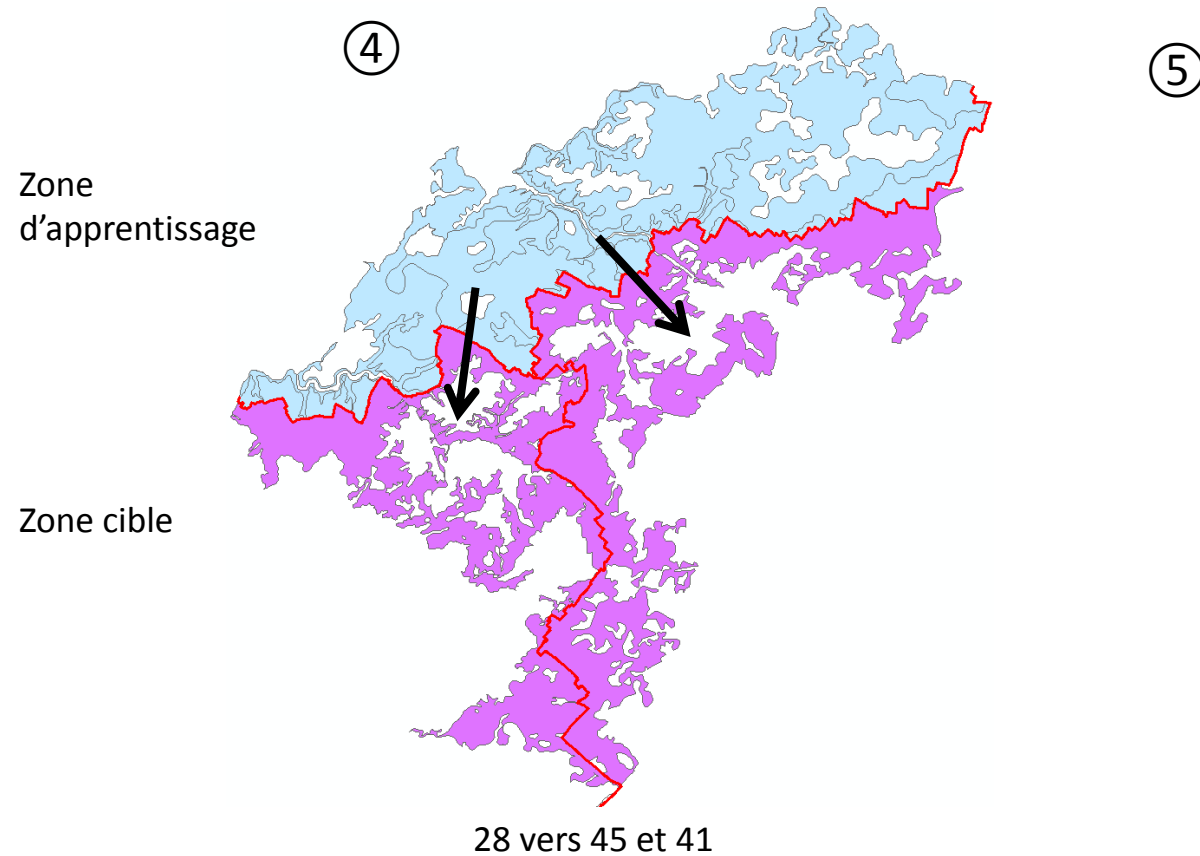 ④
⑤
Zone
d’apprentissage
Zone cible
28 vers 45 et 41